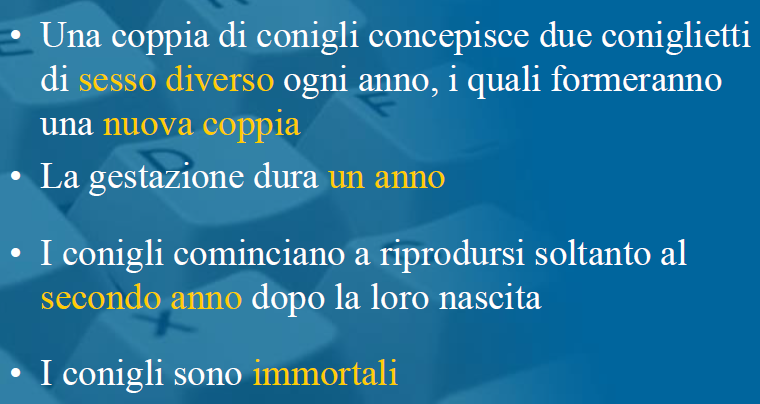 • Una coppia di conigli concepisce due coniglietti
di sesso diverso ogni anno, i quali formeranno
una nuova coppia
• La gestazione dura un anno
• I conigli cominciano a riprodursi soltanto al
secondo anno dopo la loro nascita
• I conigli sono immortali